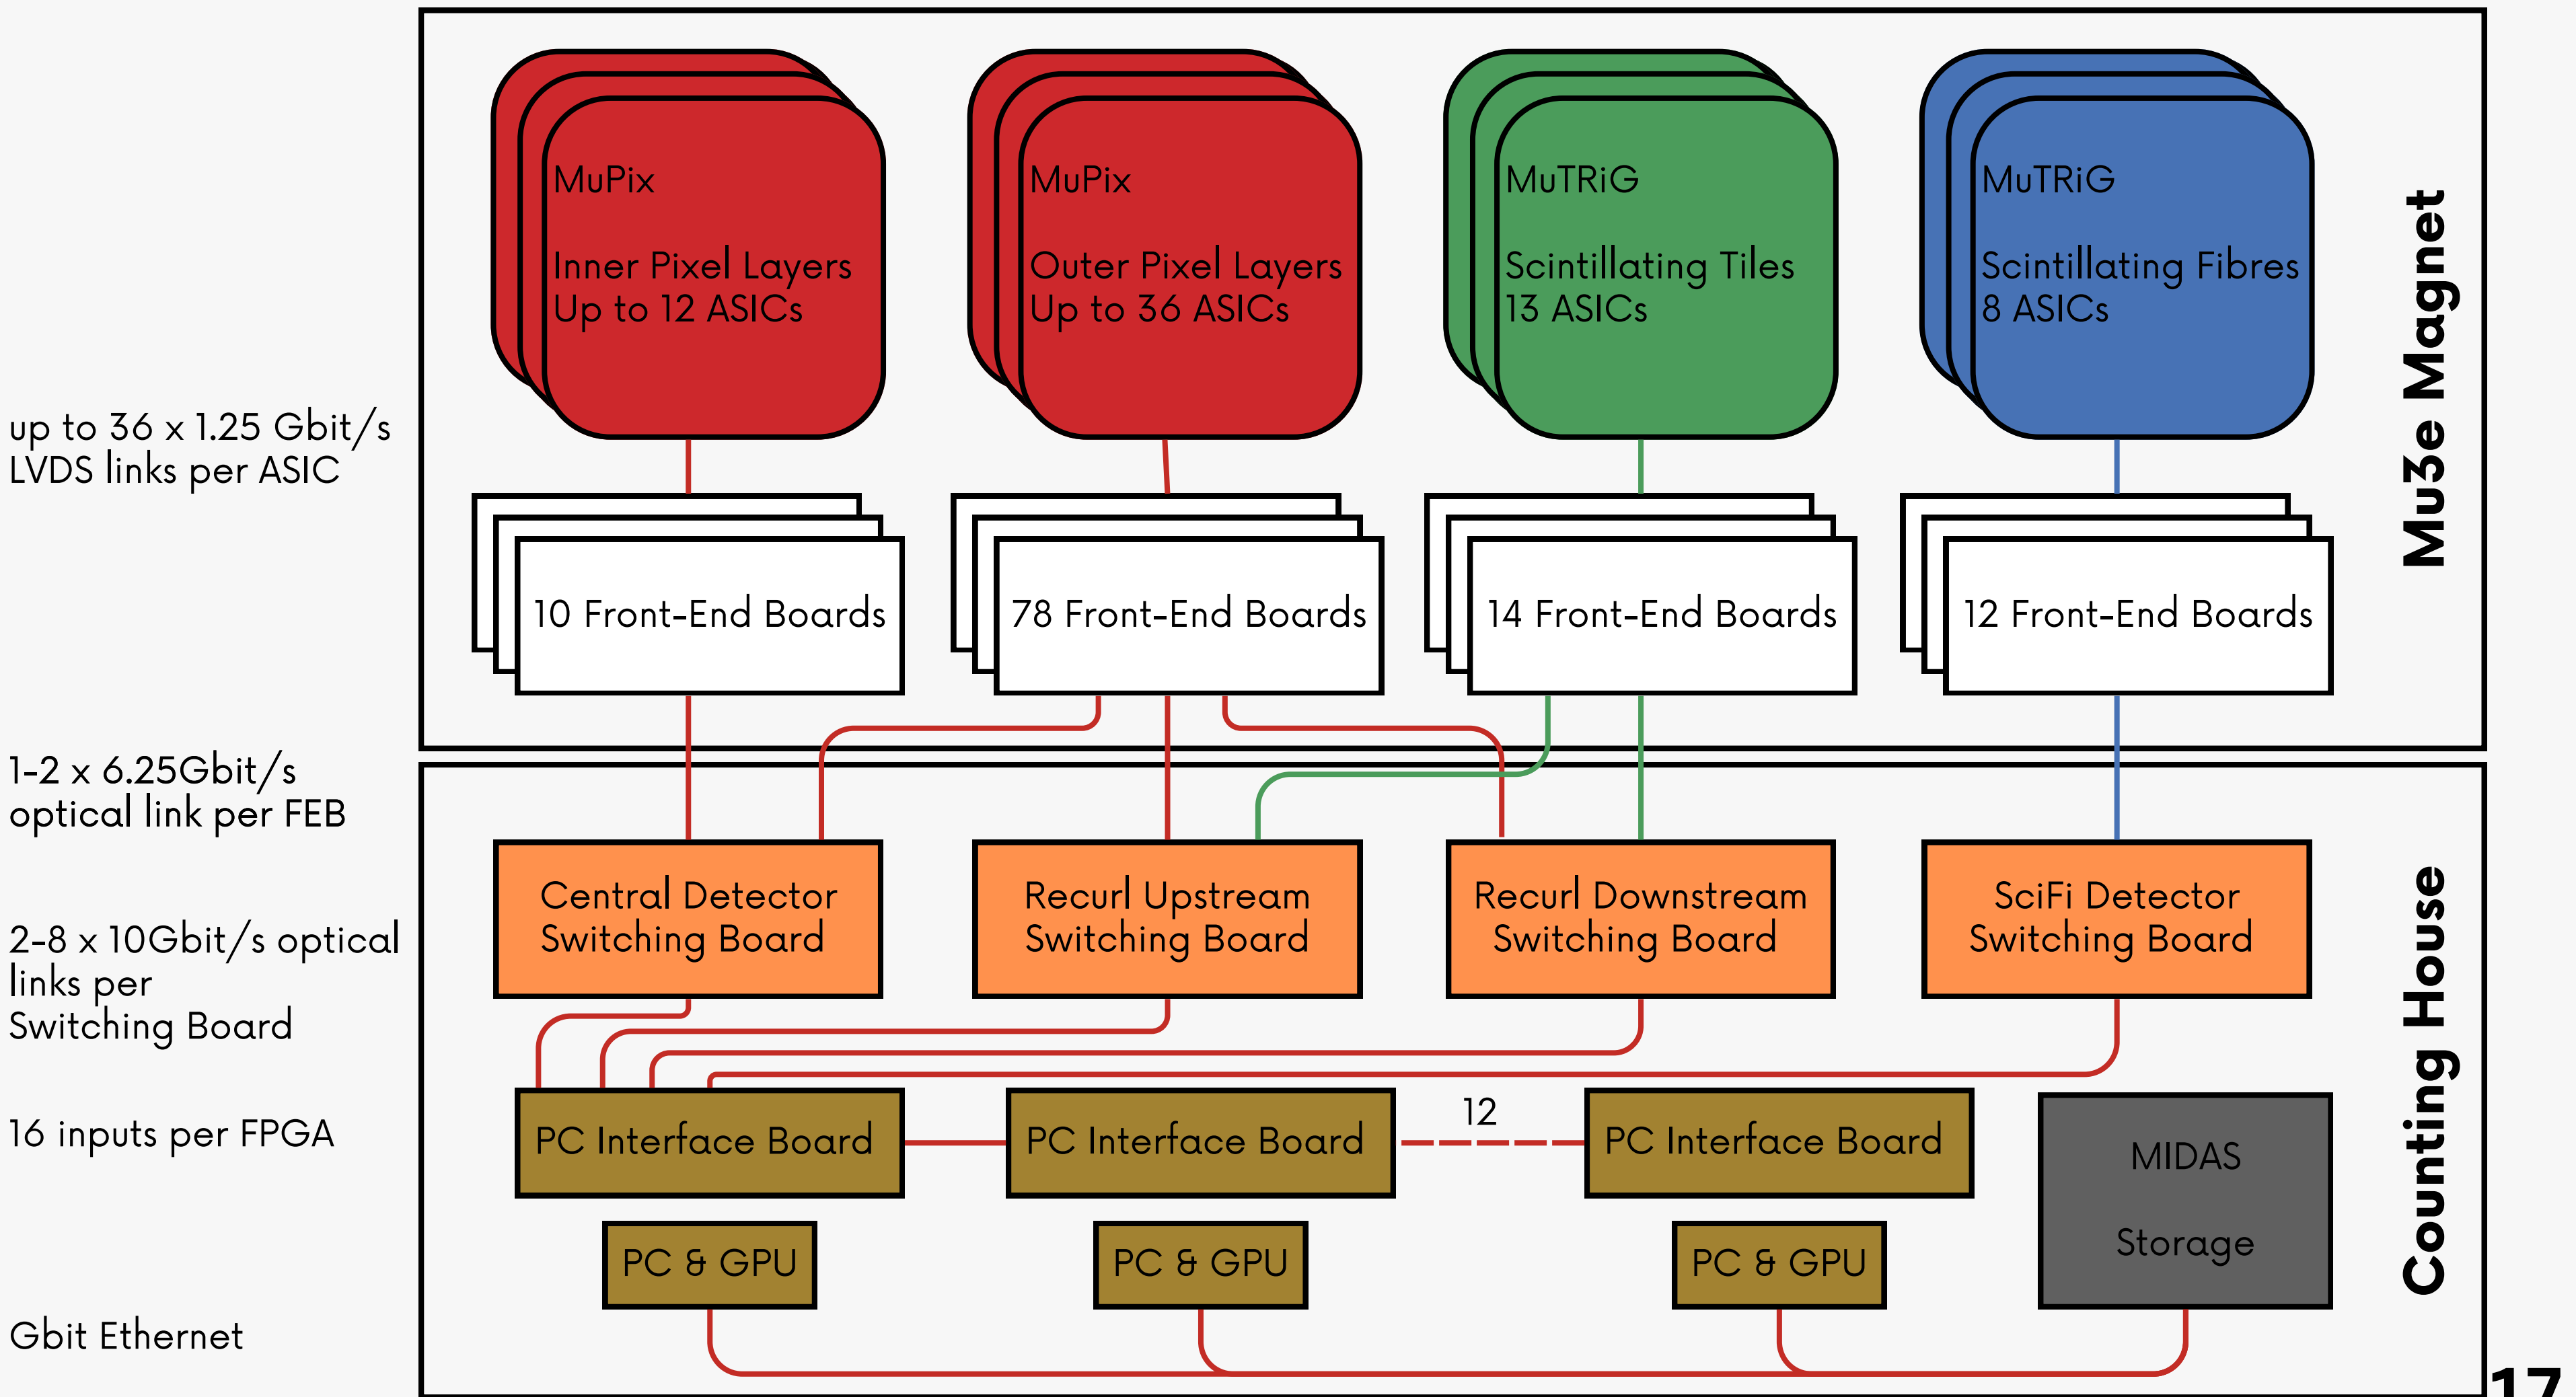 MuPix
Inner Pixel Layers
Up to 12 ASICs
MuPix
Outer Pixel Layers
Up to 36 ASICs
MuTRiG
Scintillating Tiles
13 ASICs
MuTRiG
Scintillating Fibres
8 ASICs
Mu3e Magnet
up to 36 x 1.25 Gbit/s
LVDS links per ASIC
10 Front-End Boards
78 Front-End Boards
14 Front-End Boards
12 Front-End Boards
1-2 x 6.25Gbit/s
optical link per FEB
Central Detector
Switching Board
Recurl Upstream
Switching Board
Recurl Downstream
Switching Board
SciFi Detector
Switching Board
Counting House
2-8 x 10Gbit/s optical
links per
Switching Board
16 inputs per FPGA
PC Interface Board
PC Interface Board
12
PC Interface Board
MIDAS
Storage
PC & GPU
PC & GPU
PC & GPU
Gbit Ethernet
17